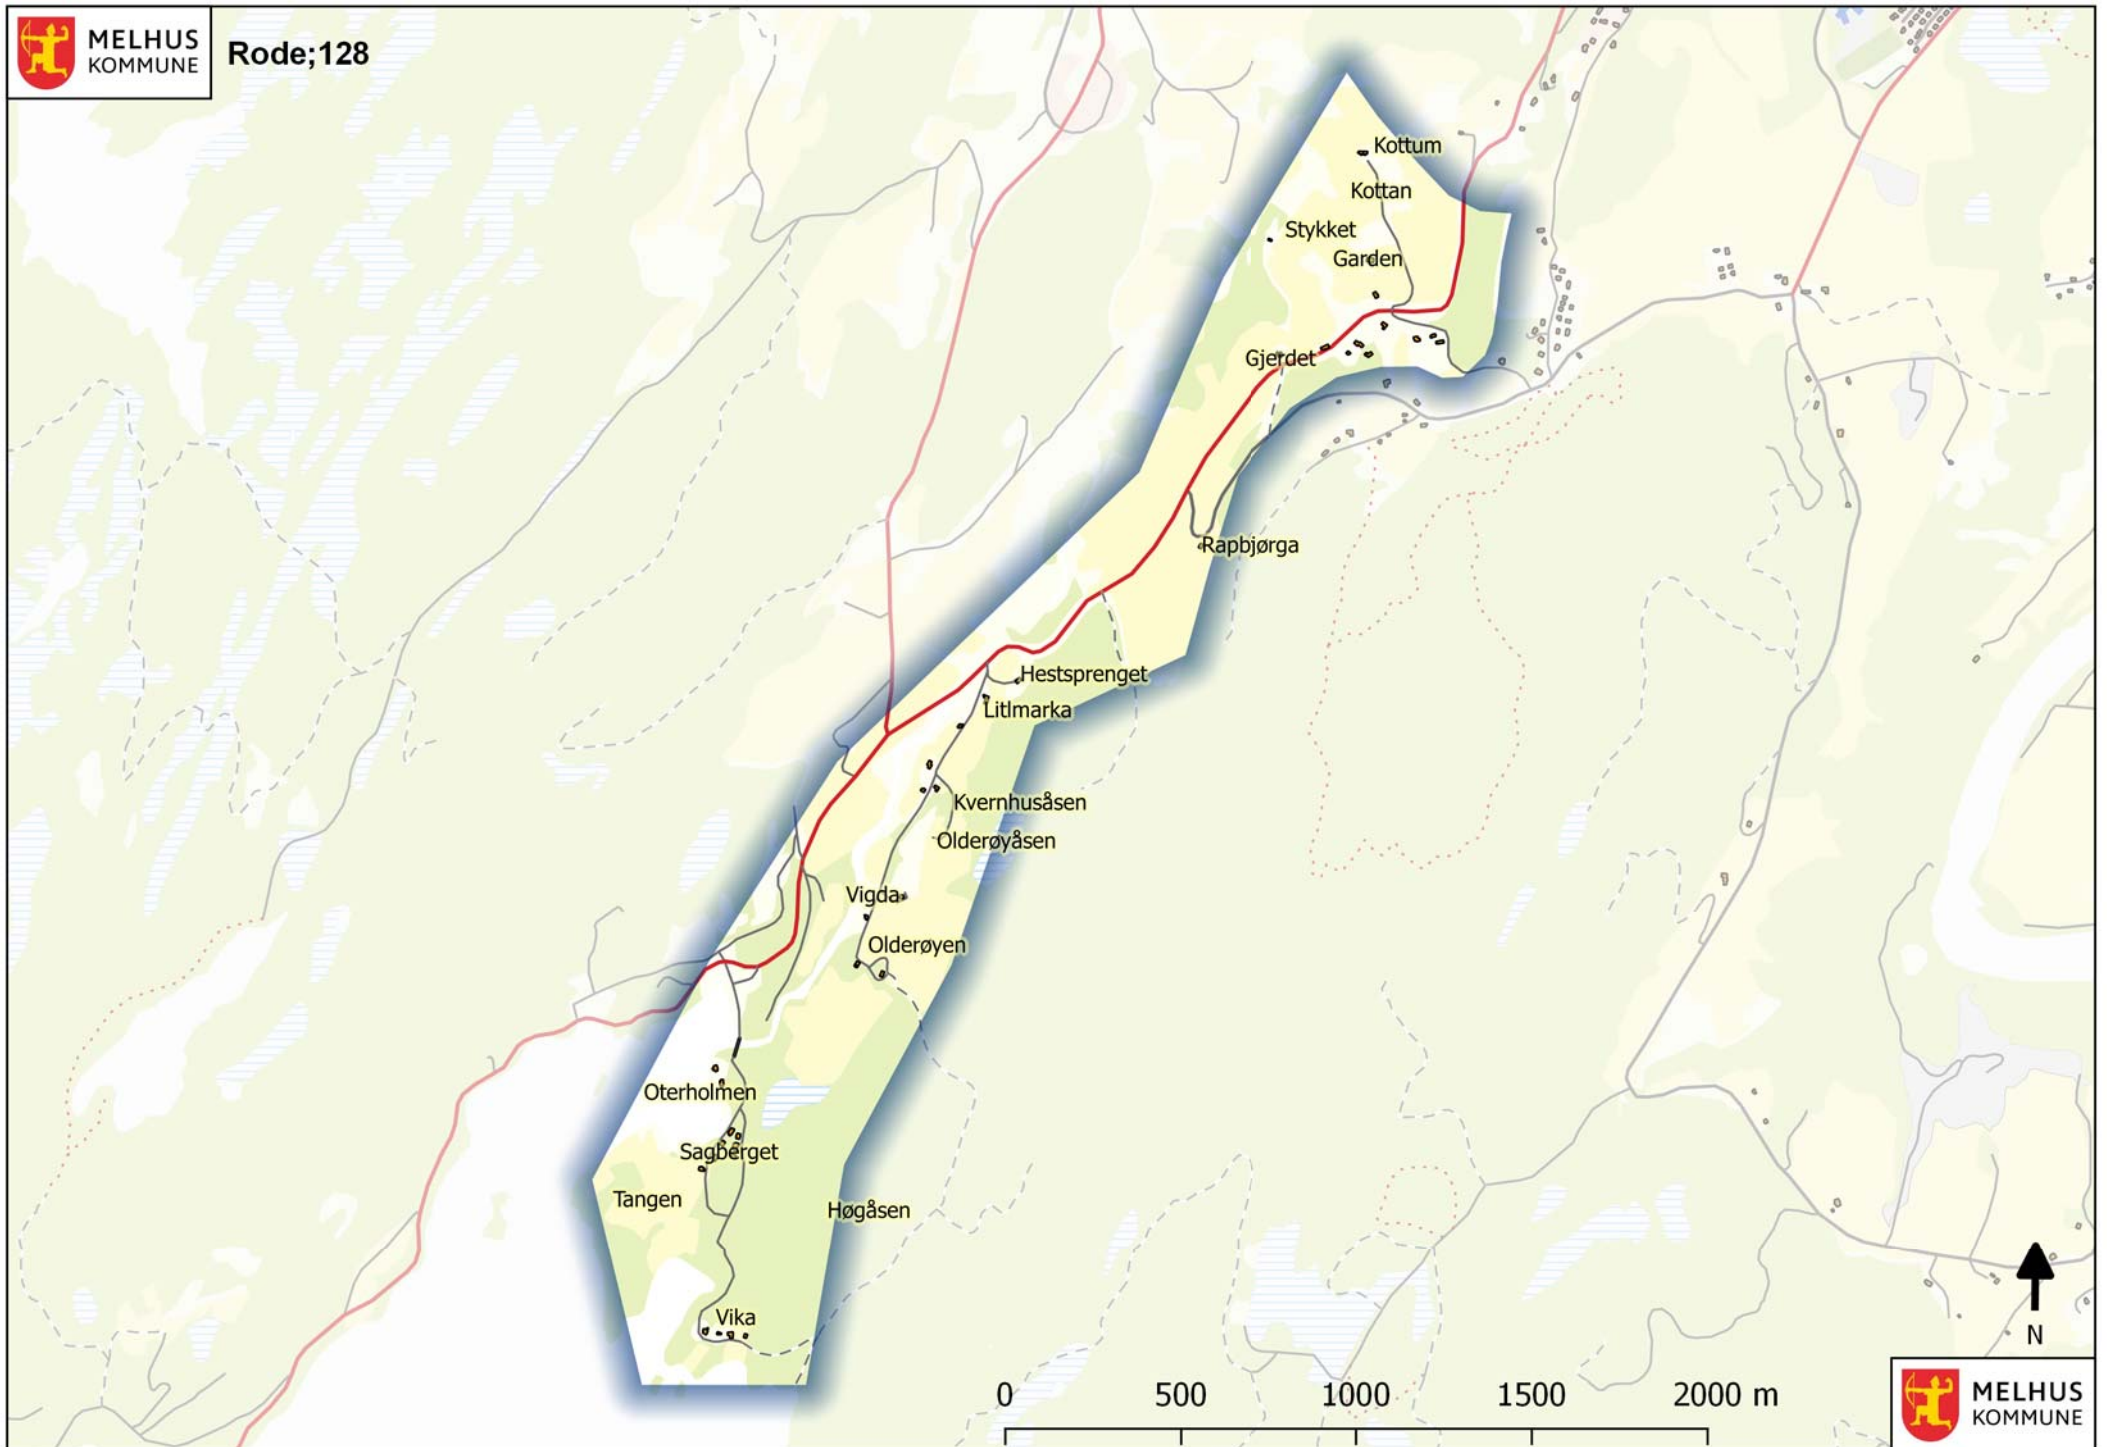 MELHUS
KOMMUNE
Rode;128
Kottum
Kottan
Stykket
Garden
Gjerdet
Rapbjørga
Hestsprenget
Litlmarka
Kvernhusåsen
Olderøyåsen
Vigda
Olderøyen
Oterholmen
Sagberget
Tangen
Høgåsen
Vika
N
0 500 1000 1500 2000 m
MELHUS
KOMMUNE